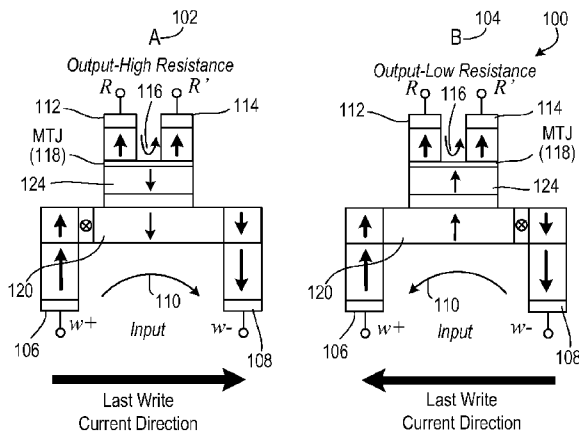 A 102
Output-High Resistance
R 116 R'
112 114
MTJ
(118)
124
120
110
w+ Input w-
106 108
Last Write
Current Direction
B 104 100
Output-Low Resistance
R 116 R'
112 114
MTJ
(118)
124
120
110
w+ Input w-
106 108
Last Write
Current Direction